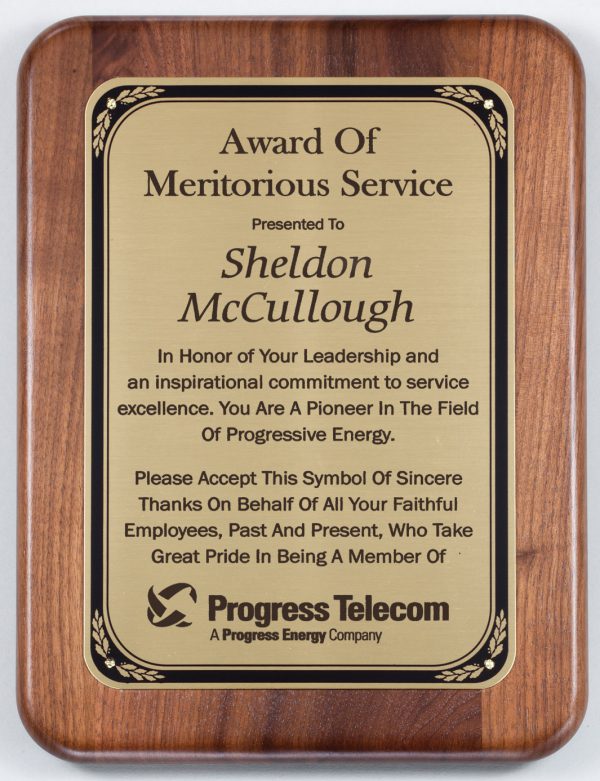 Award Of
Meritorious Service
Presented To
Sheldon
McCullough
In Honor of Your Leadership and
an inspirational commitment to service
excellence. You Are A Pioneer In The Field
Of Progressive Energy.
Please Accept This Symbol Of Sincere
Thanks On Behalf Of All Your Faithful
Employees, Past And Present, Who Take
Great Pride In Being A Member Of
Progress Telecom
A Progress Energy Company